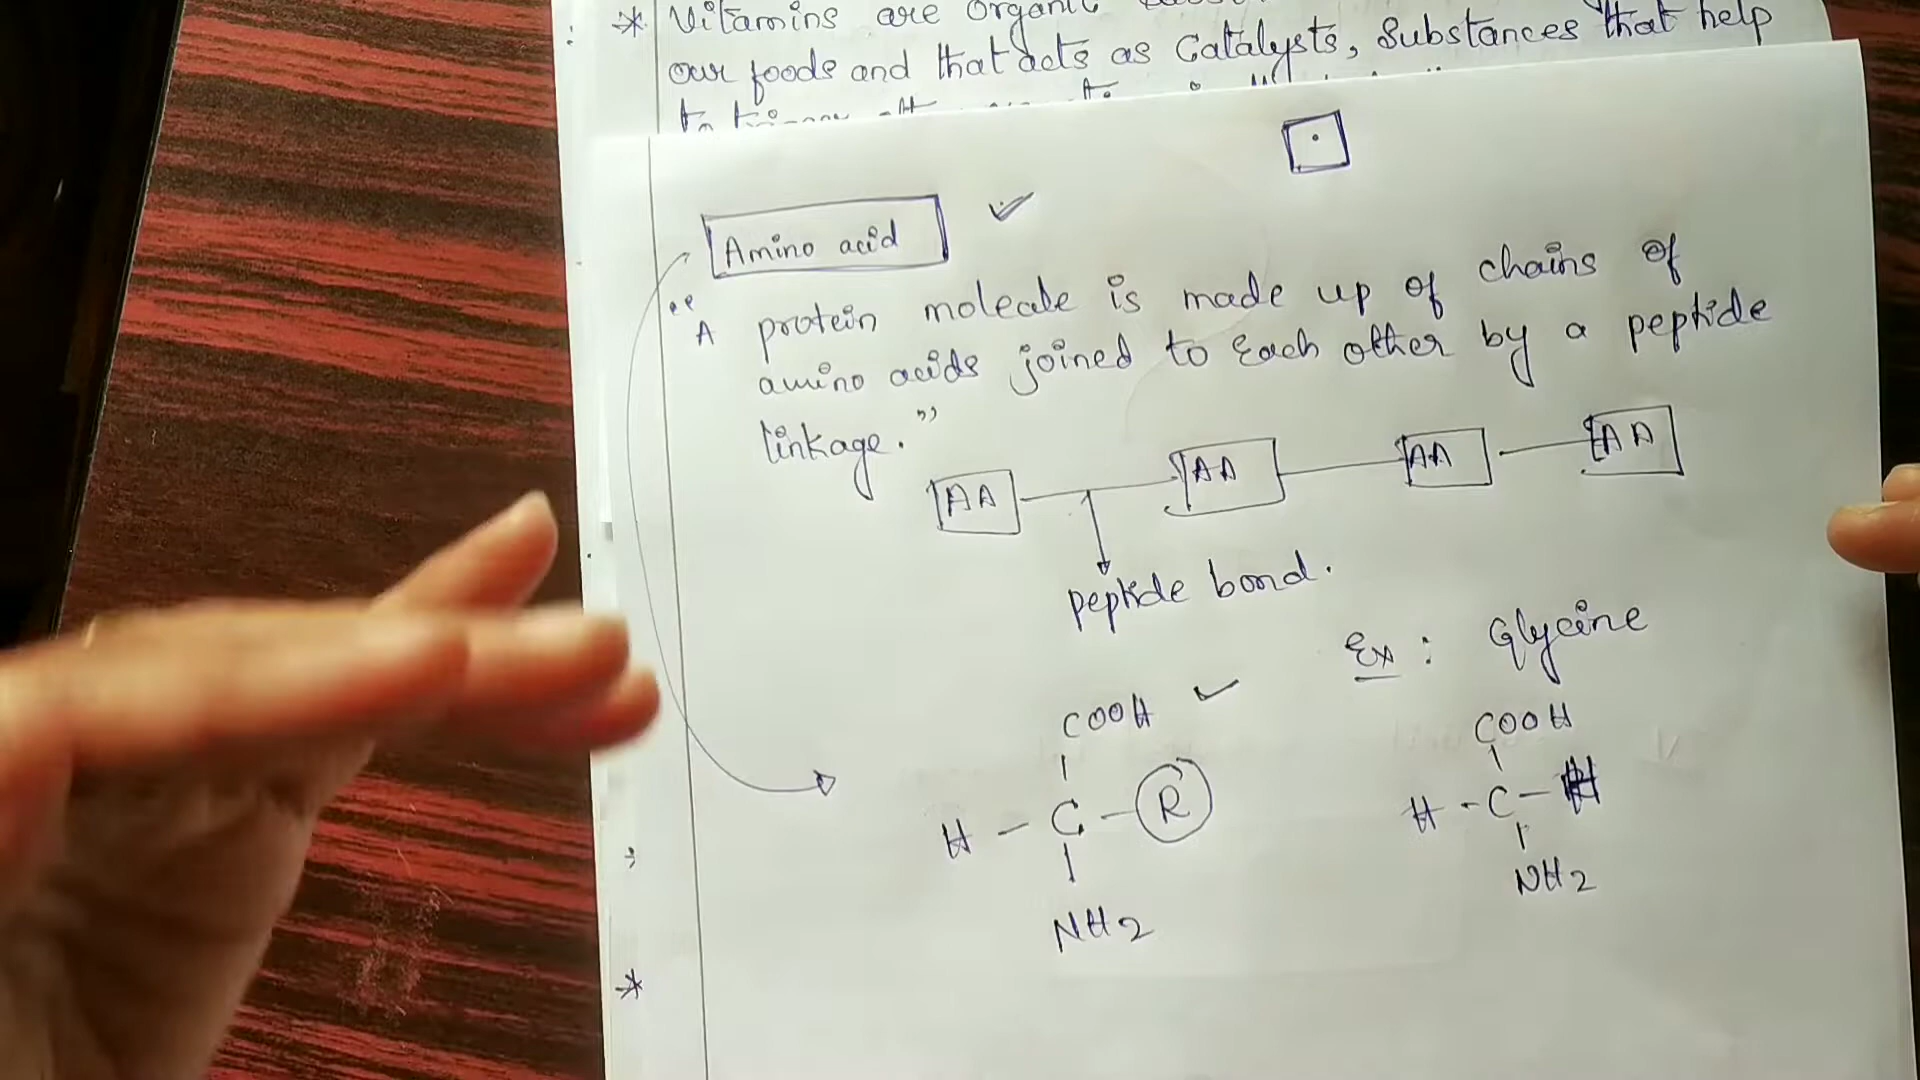 * Vitamins are Organic
our foods and that acts as Catalysts, Substances that help
Amino acid
"A protein molecule is made up of chains of
amino acids joined to Each other by a peptide
linkage."
AA AA AA AA
peptide bond.
Ex : Glycine
COOH COOH
H - C - R H - C - H
NH2 NH2
*